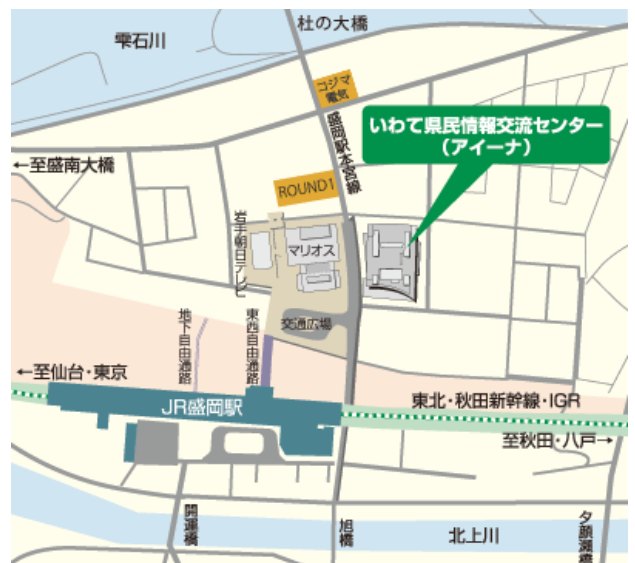 杜の大橋
雫石川
コジマ
電気
盛岡駅本宮線
いわて県民情報交流センター
(アイーナ)
←至盛南大橋
ROUND1
岩手朝日テレビ
マリオス
地下自由通路
東西自由通路
交通広場
←至仙台・東京
JR盛岡駅
東北・秋田新幹線・IGR
至秋田・八戸→
開運橋
旭橋
北上川
夕顔瀬橋